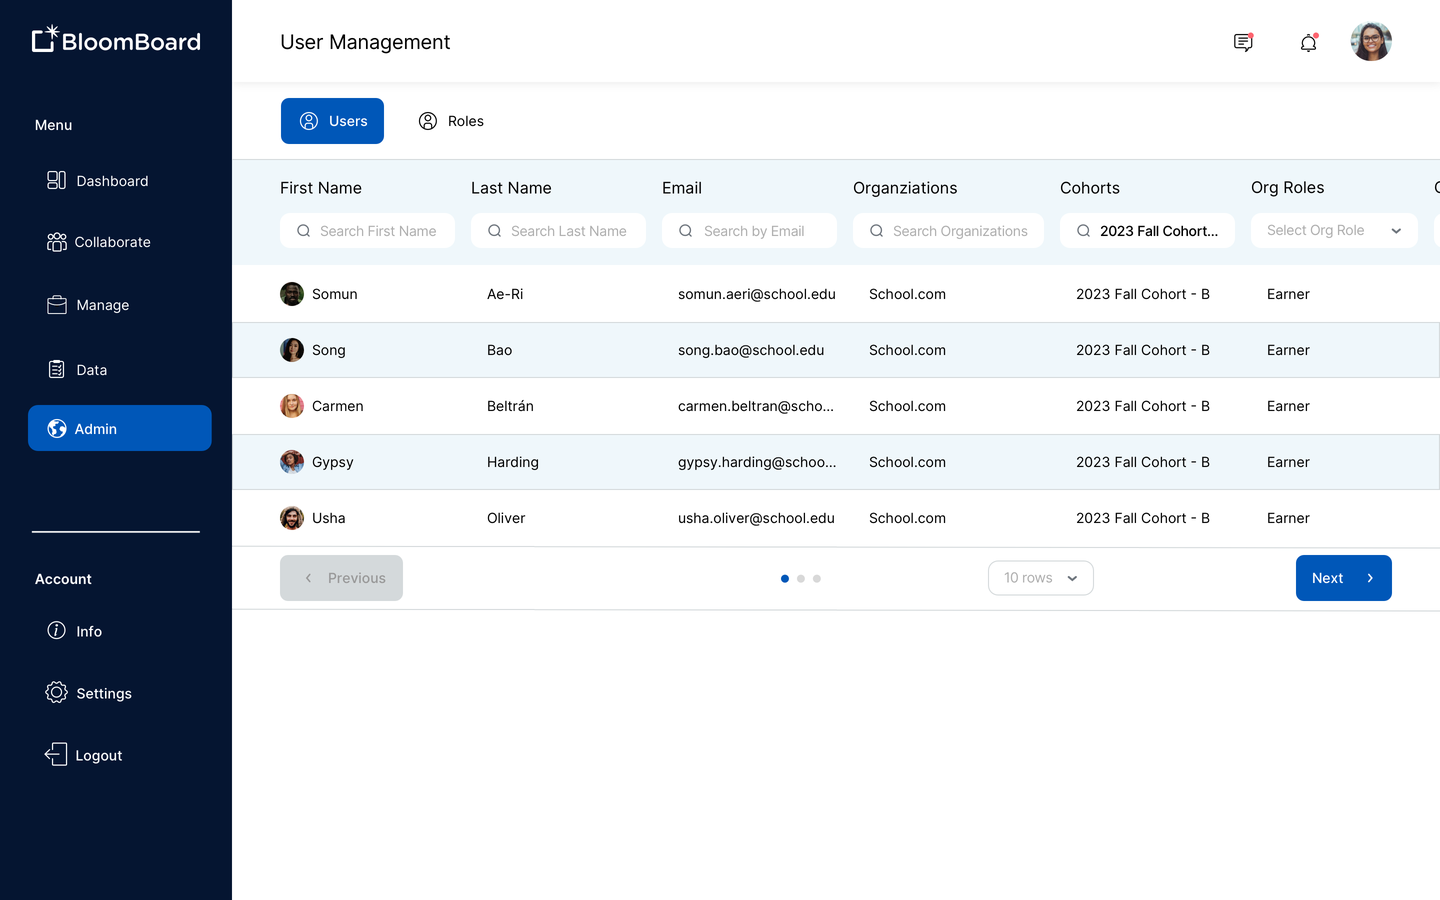 BloomBoard
User Management
Menu
Dashboard
Collaborate
Manage
Data
Admin
Account
Info
Settings
Logout
Users Roles
First Name Last Name Email Organziations Cohorts Org Roles
Search First Name Search Last Name Search by Email Search Organizations 2023 Fall Cohort... Select Org Role
Somun Ae-Ri somun.aeri@school.edu School.com 2023 Fall Cohort - B Earner
Song Bao song.bao@school.edu School.com 2023 Fall Cohort - B Earner
Carmen Beltrán carmen.beltran@scho... School.com 2023 Fall Cohort - B Earner
Gypsy Harding gypsy.harding@schoo... School.com 2023 Fall Cohort - B Earner
Usha Oliver usha.oliver@school.edu School.com 2023 Fall Cohort - B Earner
Previous 10 rows Next